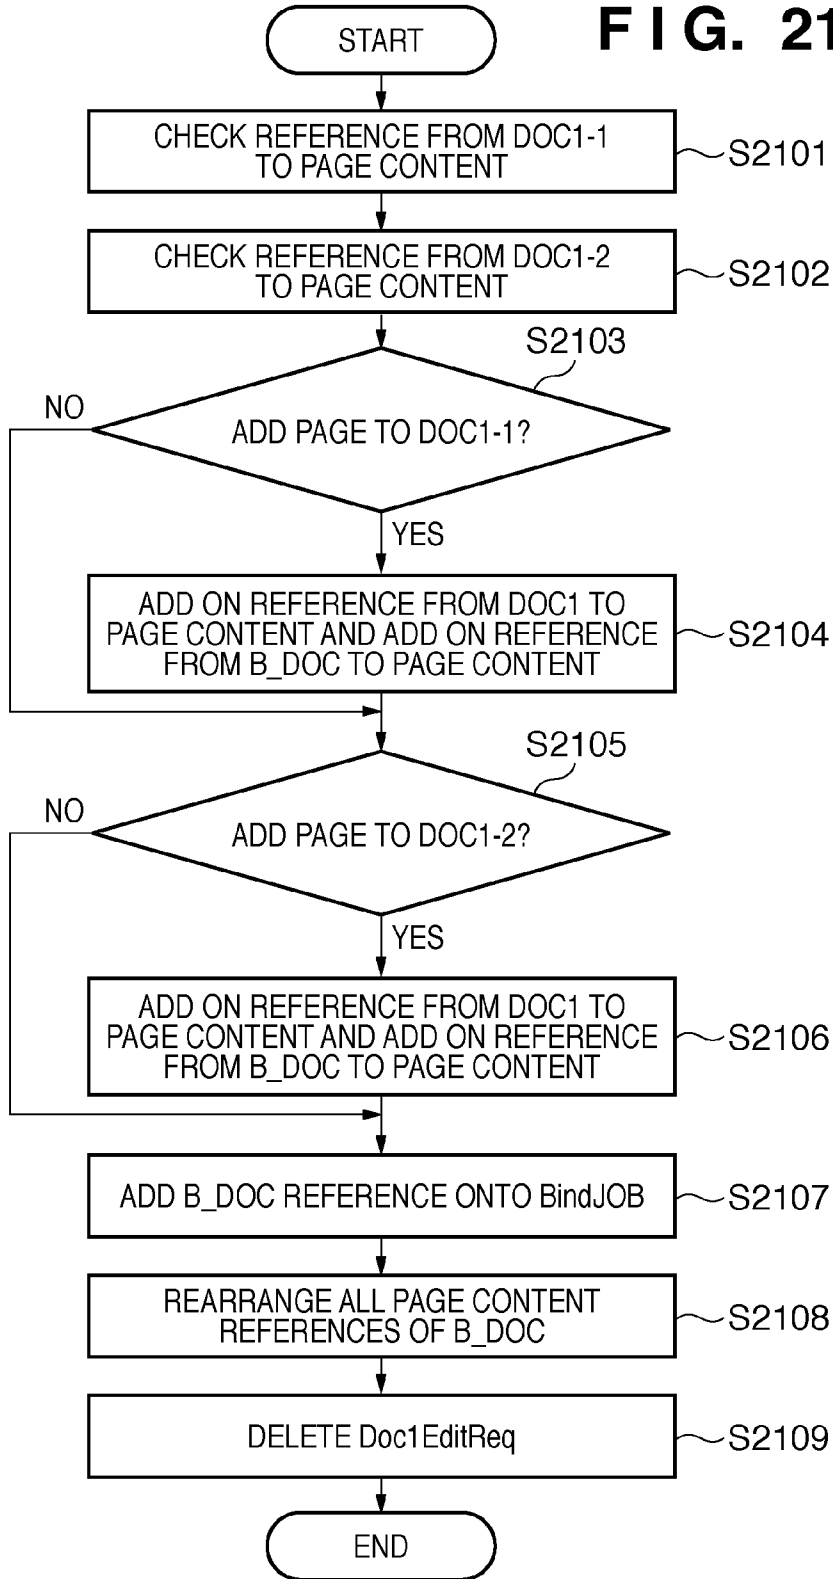 FIG. 21
START
CHECK REFERENCE FROM DOC1-1
TO PAGE CONTENT
S2101
CHECK REFERENCE FROM DOC1-2
TO PAGE CONTENT
S2102
S2103
NO
ADD PAGE TO DOC1-1?
YES
ADD ON REFERENCE FROM DOC1 TO
PAGE CONTENT AND ADD ON REFERENCE
FROM B_DOC TO PAGE CONTENT
S2104
S2105
NO
ADD PAGE TO DOC1-2?
YES
ADD ON REFERENCE FROM DOC1 TO
PAGE CONTENT AND ADD ON REFERENCE
FROM B_DOC TO PAGE CONTENT
S2106
ADD B_DOC REFERENCE ONTO BindJOB
S2107
REARRANGE ALL PAGE CONTENT
REFERENCES OF B_DOC
S2108
DELETE Doc1EditReq
S2109
END